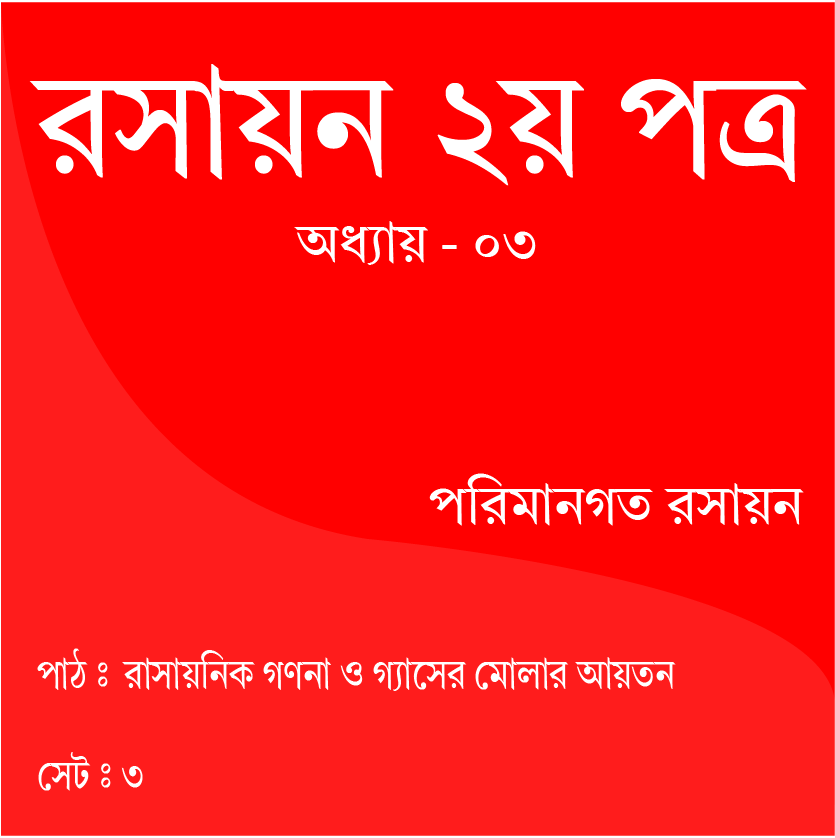 রসায়ন ২য় পত্র
অধ্যায় - ০৩
পরিমানগত রসায়ন
পাঠ ঃ রাসায়নিক গণনা ও গ্যাসের মোলার আয়তন
সেট ঃ ৩